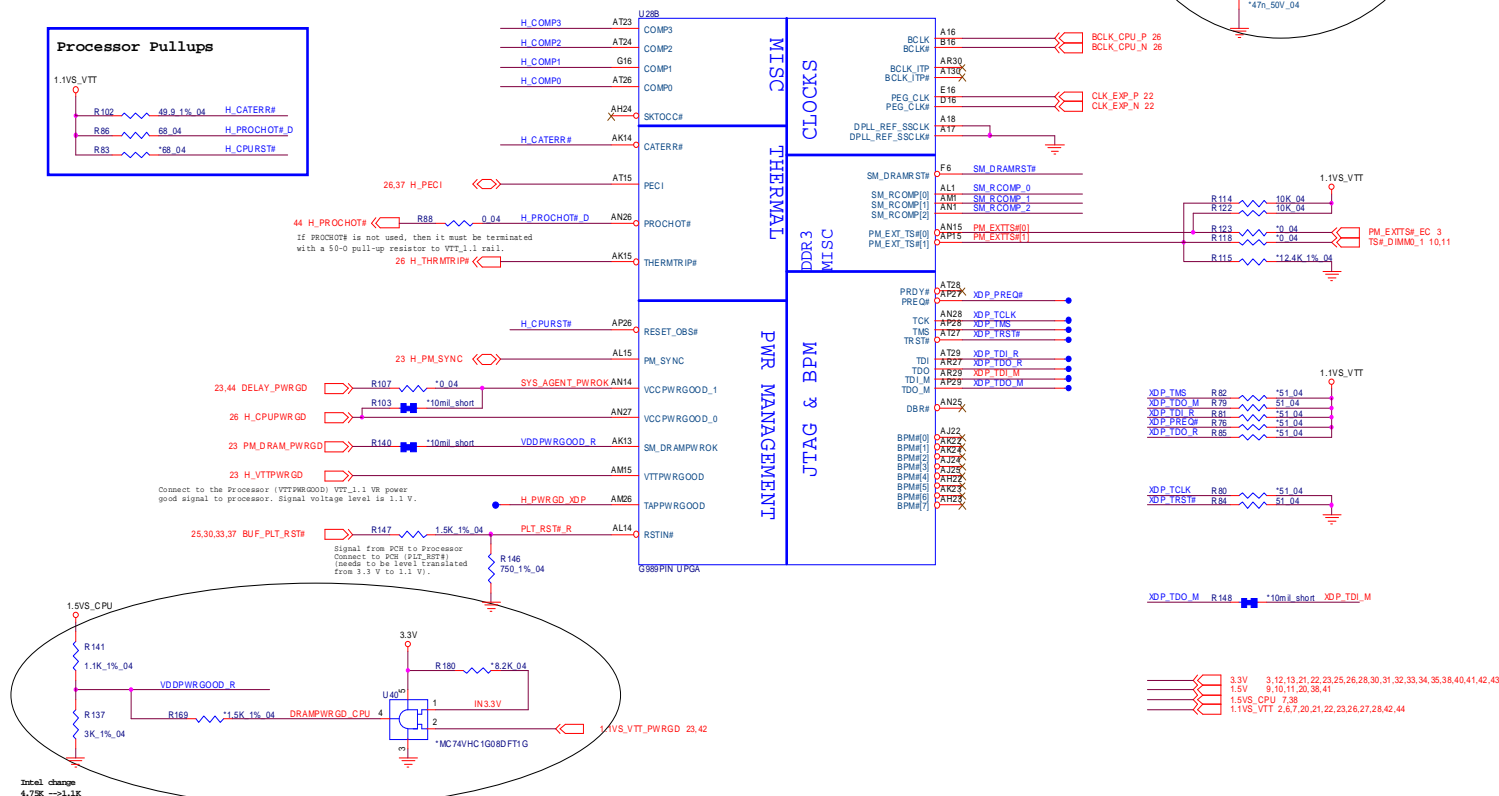 *47n_50V_04
Processor Pullups
1.1VS_VTT
R102 49.9_1%_04 H_CATERR#
R86 68_04 H_PROCHOT#_D
R83 *68_04 H_CPURST#
U28B
H_COMP3 AT23 COMP3
H_COMP2 AT24 COMP2
H_COMP1 G16 COMP1
H_COMP0 AT26 COMP0
AH24 SKTOCC#
H_CATERR# AK14 CATERR#
26,37 H_PECI AT15 PECI
44 H_PROCHOT# R88 0_04 H_PROCHOT#_D AN26 PROCHOT#
If PROCHOT# is not used, then it must be terminated
with a 50-O pull-up resistor to VTT_1.1 rail.
26 H_THRMTRIP# AK15 THERMTRIP#
H_CPURST# AP26 RESET_OBS#
23 H_PM_SYNC AL15 PM_SYNC
23,44 DELAY_PWRGD R107 *0_04 SYS_AGENT_PWROK AN14 VCCPWRGOOD_1
R103 *10mil_short
26 H_CPUPWRGD AN27 VCCPWRGOOD_0
23 PM_DRAM_PWRGD R140 *10mil_short VDDPWRGOOD_R AK13 SM_DRAMPWROK
23 H_VTTPWRGD AM15 VTTPWRGOOD
Connect to the Processor (VTTPWRGOOD) VTT_1.1 VR power
good signal to processor. Signal voltage level is 1.1 V.
H_PWRGD_XDP AM26 TAPPWRGOOD
25,30,33,37 BUF_PLT_RST# R147 1.5K_1%_04 PLT_RST#_R AL14 RSTIN#
Signal from PCH to Processor
Connect to PCH (PLT_RST#)
(needs to be level translated
from 3.3 V to 1.1 V).
R146
750_1%_04
G989PIN UPGA
MISC
THERMAL
PWR MANAGEMENT
CLOCKS
DDR3
MISC
JTAG & BPM
BCLK A16 BCLK_CPU_P 26
BCLK# B16 BCLK_CPU_N 26
BCLK_ITP AR30
BCLK_ITP# AT30
PEG_CLK E16 CLK_EXP_P 22
PEG_CLK# D16 CLK_EXP_N 22
DPLL_REF_SSCLK A18
DPLL_REF_SSCLK# A17
SM_DRAMRST# F6 SM_DRAMRST#
SM_RCOMP[0] AL1 SM_RCOMP_0
SM_RCOMP[1] AM1 SM_RCOMP_1
SM_RCOMP[2] AN1 SM_RCOMP_2
PM_EXT_TS#[0] AN15 PM_EXTTS#[0]
PM_EXT_TS#[1] AP15 PM_EXTTS#[1]
1.1VS_VTT
R114 10K_04
R122 10K_04
R123 *0_04 PM_EXTTS#_EC 3
R118 *0_04 TS#_DIMM0_1 10,11
R115 *12.4K_1%_04
PRDY# AT28
PREQ# AP27 XDP_PREQ#
TCK AN28 XDP_TCLK
TMS AP28 XDP_TMS
TRST# AT27 XDP_TRST#
TDI AT29 XDP_TDI_R
TDO AR27 XDP_TDO_R
TDI_M AR29 XDP_TDI_M
TDO_M AP29 XDP_TDO_M
DBR# AN25
BPM#[0] AJ22
BPM#[1] AK22
BPM#[2] AK24
BPM#[3] AJ24
BPM#[4] AJ25
BPM#[5] AH22
BPM#[6] AK23
BPM#[7] AH23
1.1VS_VTT
XDP_TMS R82 *51_04
XDP_TDO_M R79 51_04
XDP_TDI_R R81 *51_04
XDP_PREQ# R76 *51_04
XDP_TDO_R R85 *51_04
XDP_TCLK R80 *51_04
XDP_TRST# R84 51_04
XDP_TDO_M R148 *10mil_short XDP_TDI_M
3.3V 3,12,13,21,22,23,25,26,28,30,31,32,33,34,35,38,40,41,42,43
1.5V 9,10,11,20,38,41
1.5VS_CPU 7,38
1.1VS_VTT 2,6,7,20,21,22,23,26,27,28,42,44
1.5VS_CPU
R141
1.1K_1%_04
VDDPWRGOOD_R
R137
3K_1%_04
R169 *1.5K_1%_04 DRAMPWRGD_CPU 4
3.3V
R180 *8.2K_04
U40 5
1 IN3.3V
2 1.1VS_VTT_PWRGD 23,42
3
*MC74VHC1G08DFT1G
Intel change
4.75K -->1.1K